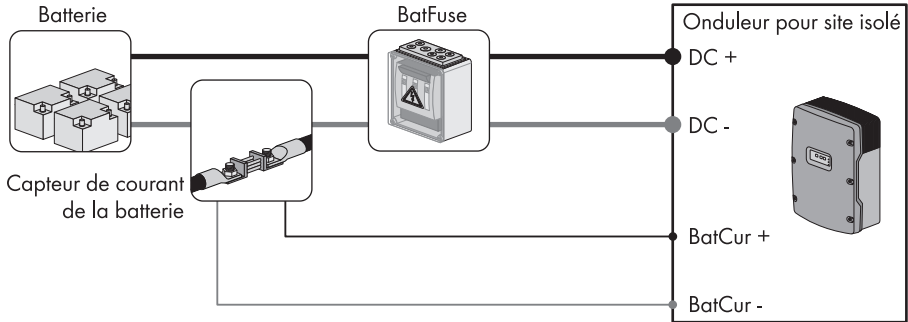 Batterie
BatFuse
Onduleur pour site isolé
DC +
DC -
Capteur de courant
de la batterie
BatCur +
BatCur -